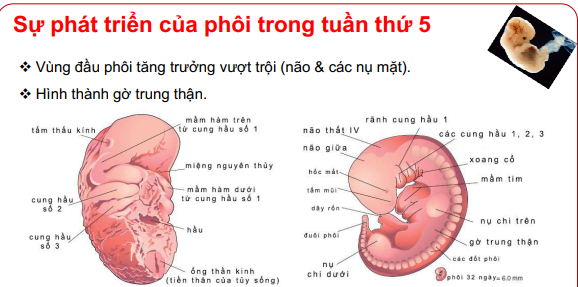 Sự phát triển của phôi trong tuần thứ 5
❖ Vùng đầu phôi tăng trưởng vượt trội (não & các nụ mặt).
❖ Hình thành gờ trung thận.
tấm thấu kính
mầm hàm trên
từ cung hầu số 1
miệng nguyên thủy
mầm hàm dưới
từ cung hầu số 1
cung hầu
số 2
hầu
cung hầu
số 3
ống thần kinh
(tiền thân của tủy sống)
rãnh cung hầu 1
não thất IV
các cung hầu 1, 2, 3
não giữa
xoang cổ
hốc mắt
mầm tim
tấm mũi
dây rốn
nụ chi trên
đuôi phôi
gờ trung thận
các đốt phôi
nụ
chi dưới
phôi 32 ngày=6.0mm